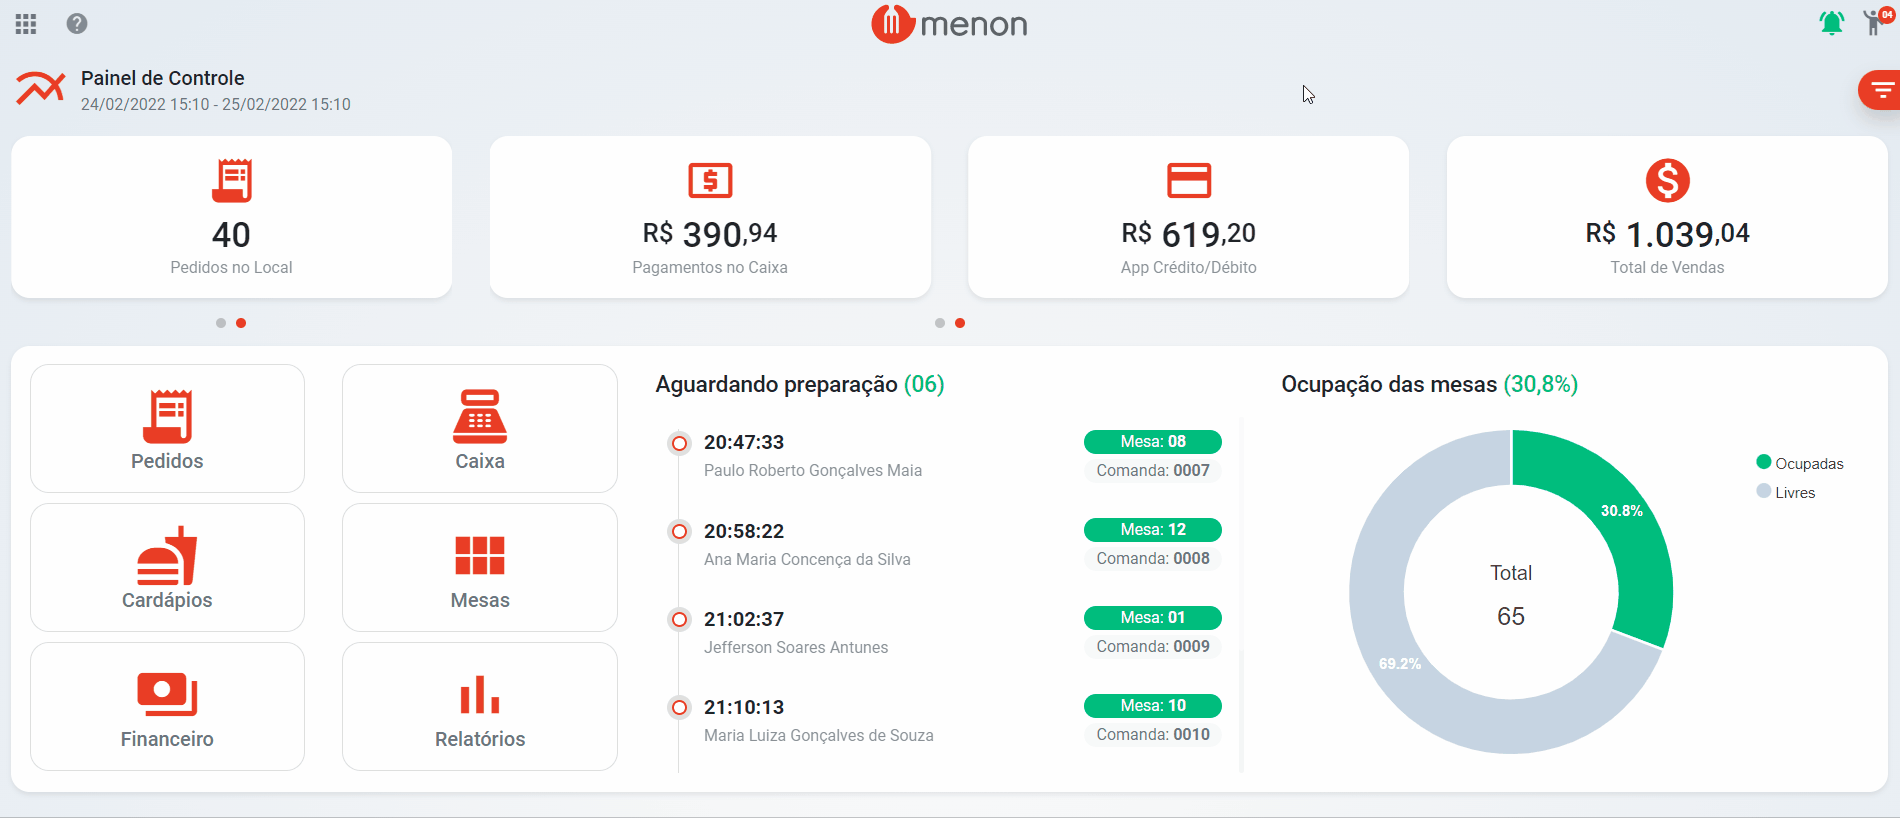 menon
04
Painel de Controle
24/02/2022 15:10 - 25/02/2022 15:10
40
Pedidos no Local
R$ 390,94
Pagamentos no Caixa
R$ 619,20
App Crédito/Débito
R$ 1.039,04
Total de Vendas
Pedidos
Caixa
Cardápios
Mesas
Financeiro
Relatórios
Aguardando preparação (06)
20:47:33
Mesa: 08
Paulo Roberto Gonçalves Maia
Comanda: 0007
20:58:22
Mesa: 12
Ana Maria Concença da Silva
Comanda: 0008
21:02:37
Mesa: 01
Jefferson Soares Antunes
Comanda: 0009
21:10:13
Mesa: 10
Maria Luiza Gonçalves de Souza
Comanda: 0010
Ocupação das mesas (30,8%)
Ocupadas
Livres
30.8%
Total
65
69.2%